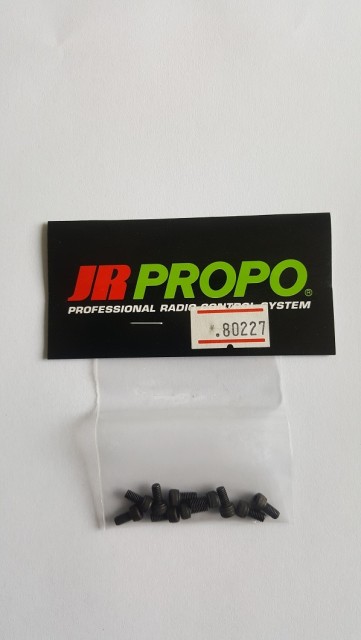 JR PROPO®
PROFESSIONAL RADIO CONTROL SYSTEM
.80227